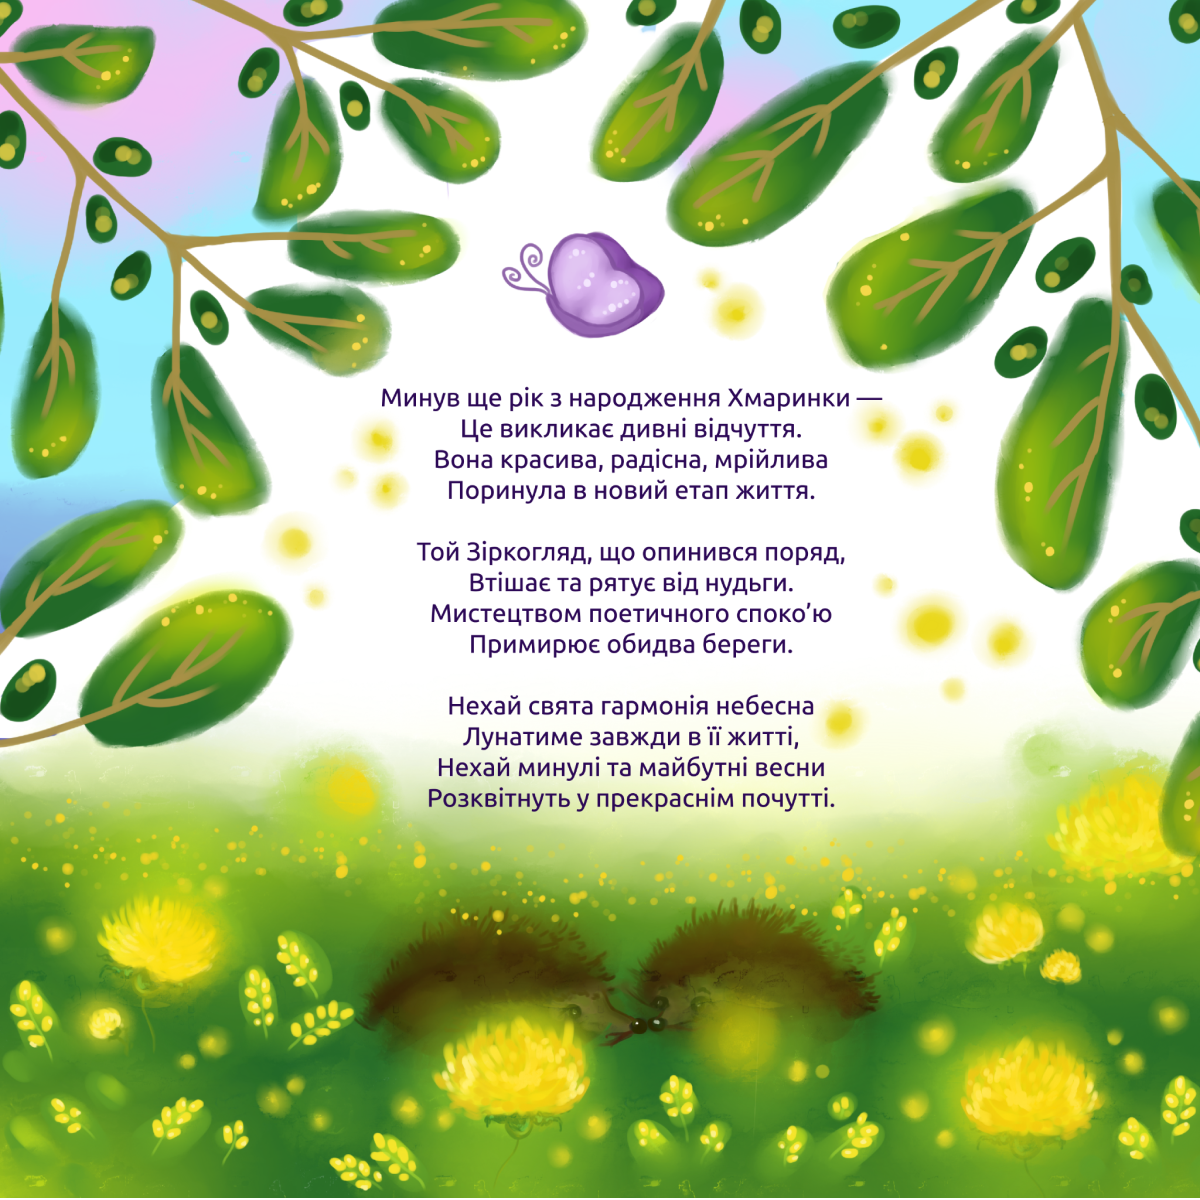 Минув ще рік з народження Хмаринки —
Це викликає дивні відчуття.
Вона красива, радісна, мрійлива
Поринула в новий етап життя.
Той Зіркогляд, що опинився поряд,
Втішає та рятує від нудьги.
Мистецтвом поетичного споко’ю
Примирює обидва береги.
Нехай свята гармонія небесна
Лунатиме завжди в її житті,
Нехай минулі та майбутні весни
Розквітнуть у прекраснім почутті.